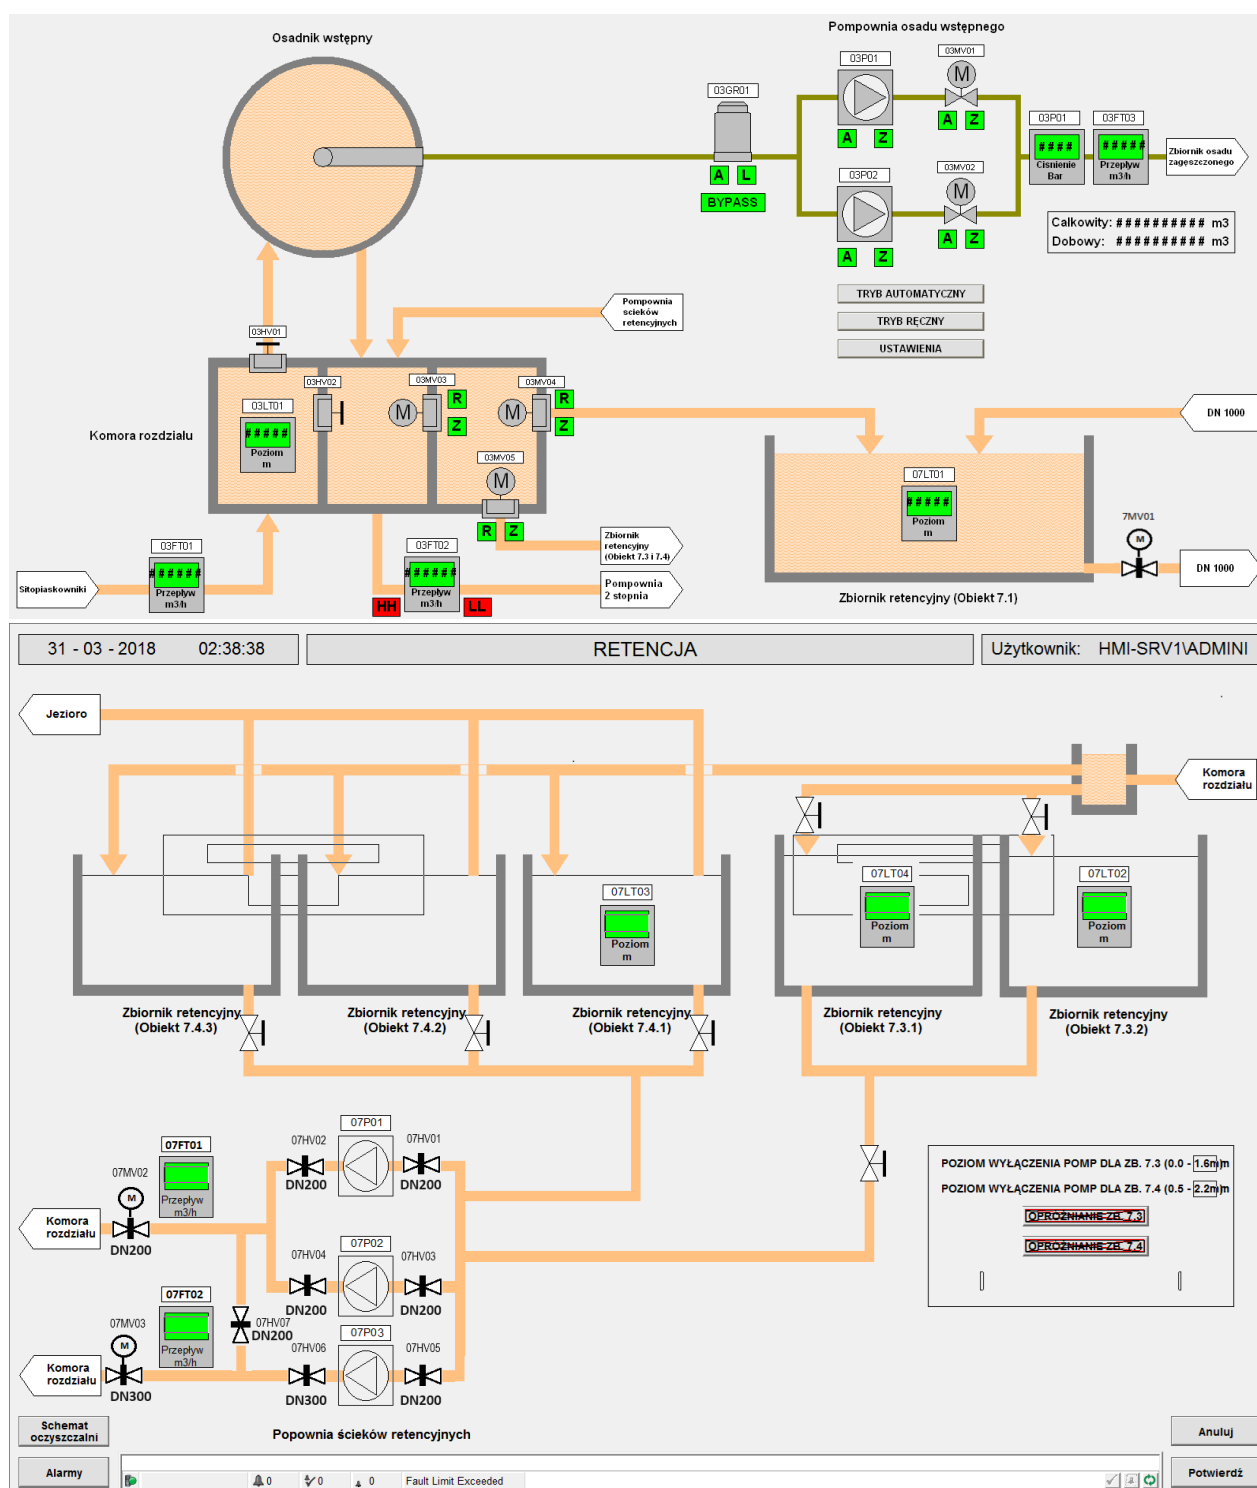 Osadnik wstępny
Pompownia osadu wstępnego
03P01
03MV01
M
A Z
A Z
03GR01
A L
BYPASS
03P01
####
Cisnienie
Bar
03FT03
#####
Przepływ
m3/h
Zbiornik osadu
zagęszczonego
03P02
03MV02
M
A Z
A Z
Całkowity: ########## m3
Dobowy: ########## m3
TRYB AUTOMATYCZNY
TRYB RĘCZNY
USTAWIENIA
Pompownia
scieków
retencyjnych
03HV01
03HV02
03MV03
M
R
Z
03MV04
M
R
Z
03LT01
#####
Poziom
m
Komora rozdziału
03MV05
M
R Z
DN 1000
07LT01
#####
Poziom
m
7MV01
M
DN 1000
Zbiornik retencyjny (Obiekt 7.1)
Zbiornik
retencyjny
(Obiekt 7.3 i 7.4)
Sitopiaskowniki
03FT01
######
Przepływ
m3/h
03FT02
######
Przepływ
m3/h
HH
LL
Pompownia
2 stopnia
31 - 03 - 2018 02:38:38
RETENCJA
Użytkownik: HMI-SRV1\ADMINI
Jezioro
Komora
rozdziału
07LT03
Poziom
m
07LT04
Poziom
m
07LT02
Poziom
m
Zbiornik retencyjny
(Obiekt 7.4.3)
Zbiornik retencyjny
(Obiekt 7.4.2)
Zbiornik retencyjny
(Obiekt 7.4.1)
Zbiornik retencyjny
(Obiekt 7.3.1)
Zbiornik retencyjny
(Obiekt 7.3.2)
07FT01
Przepływ
m3/h
07MV02
M
DN200
Komora
rozdziału
07HV02
DN200
07P01
07HV01
DN200
07HV04
DN200
07P02
07HV03
DN200
07FT02
Przepływ
m3/h
07MV03
M
DN300
Komora
rozdziału
07HV07
DN200
07HV06
DN300
07P03
07HV05
DN200
POZIOM WYŁĄCZENIA POMP DLA ZB. 7.3 (0.0 - 1.6m)m
POZIOM WYŁĄCZENIA POMP DLA ZB. 7.4 (0.5 - 2.2m)m
OPRÓŻNIANIE ZB. 7.3
OPRÓŻNIANIE ZB. 7.4
Schemat
oczyszczalni
Popownia ścieków retencyjnych
Anuluj
Alarmy
0 0 0 Fault Limit Exceeded
Potwierdź